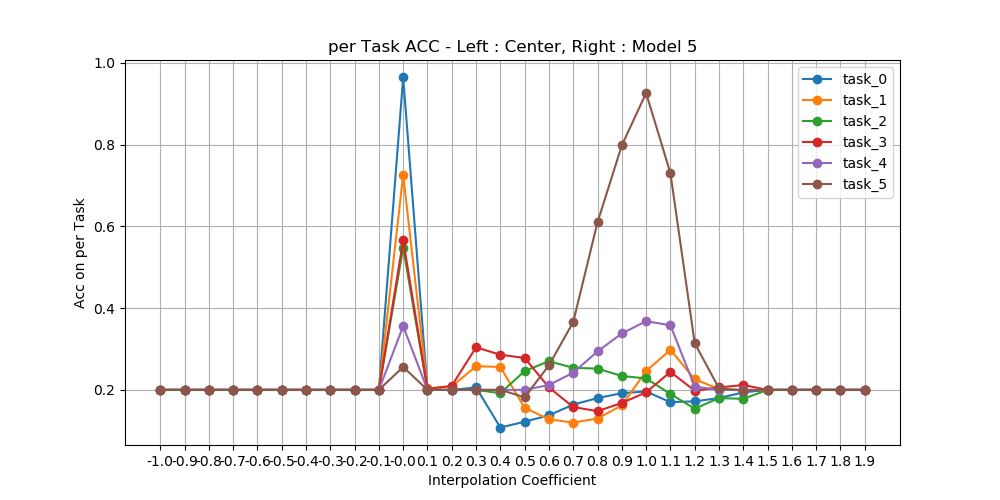 per Task ACC - Left : Center, Right : Model 5
Acc on per Task
1.0
0.8
0.6
0.4
0.2
task_0
task_1
task_2
task_3
task_4
task_5
-1.0-0.9-0.8-0.7-0.6-0.5-0.4-0.3-0.2-0.1-0.0 0.1 0.2 0.3 0.4 0.5 0.6 0.7 0.8 0.9 1.0 1.1 1.2 1.3 1.4 1.5 1.6 1.7 1.8 1.9
Interpolation Coefficient